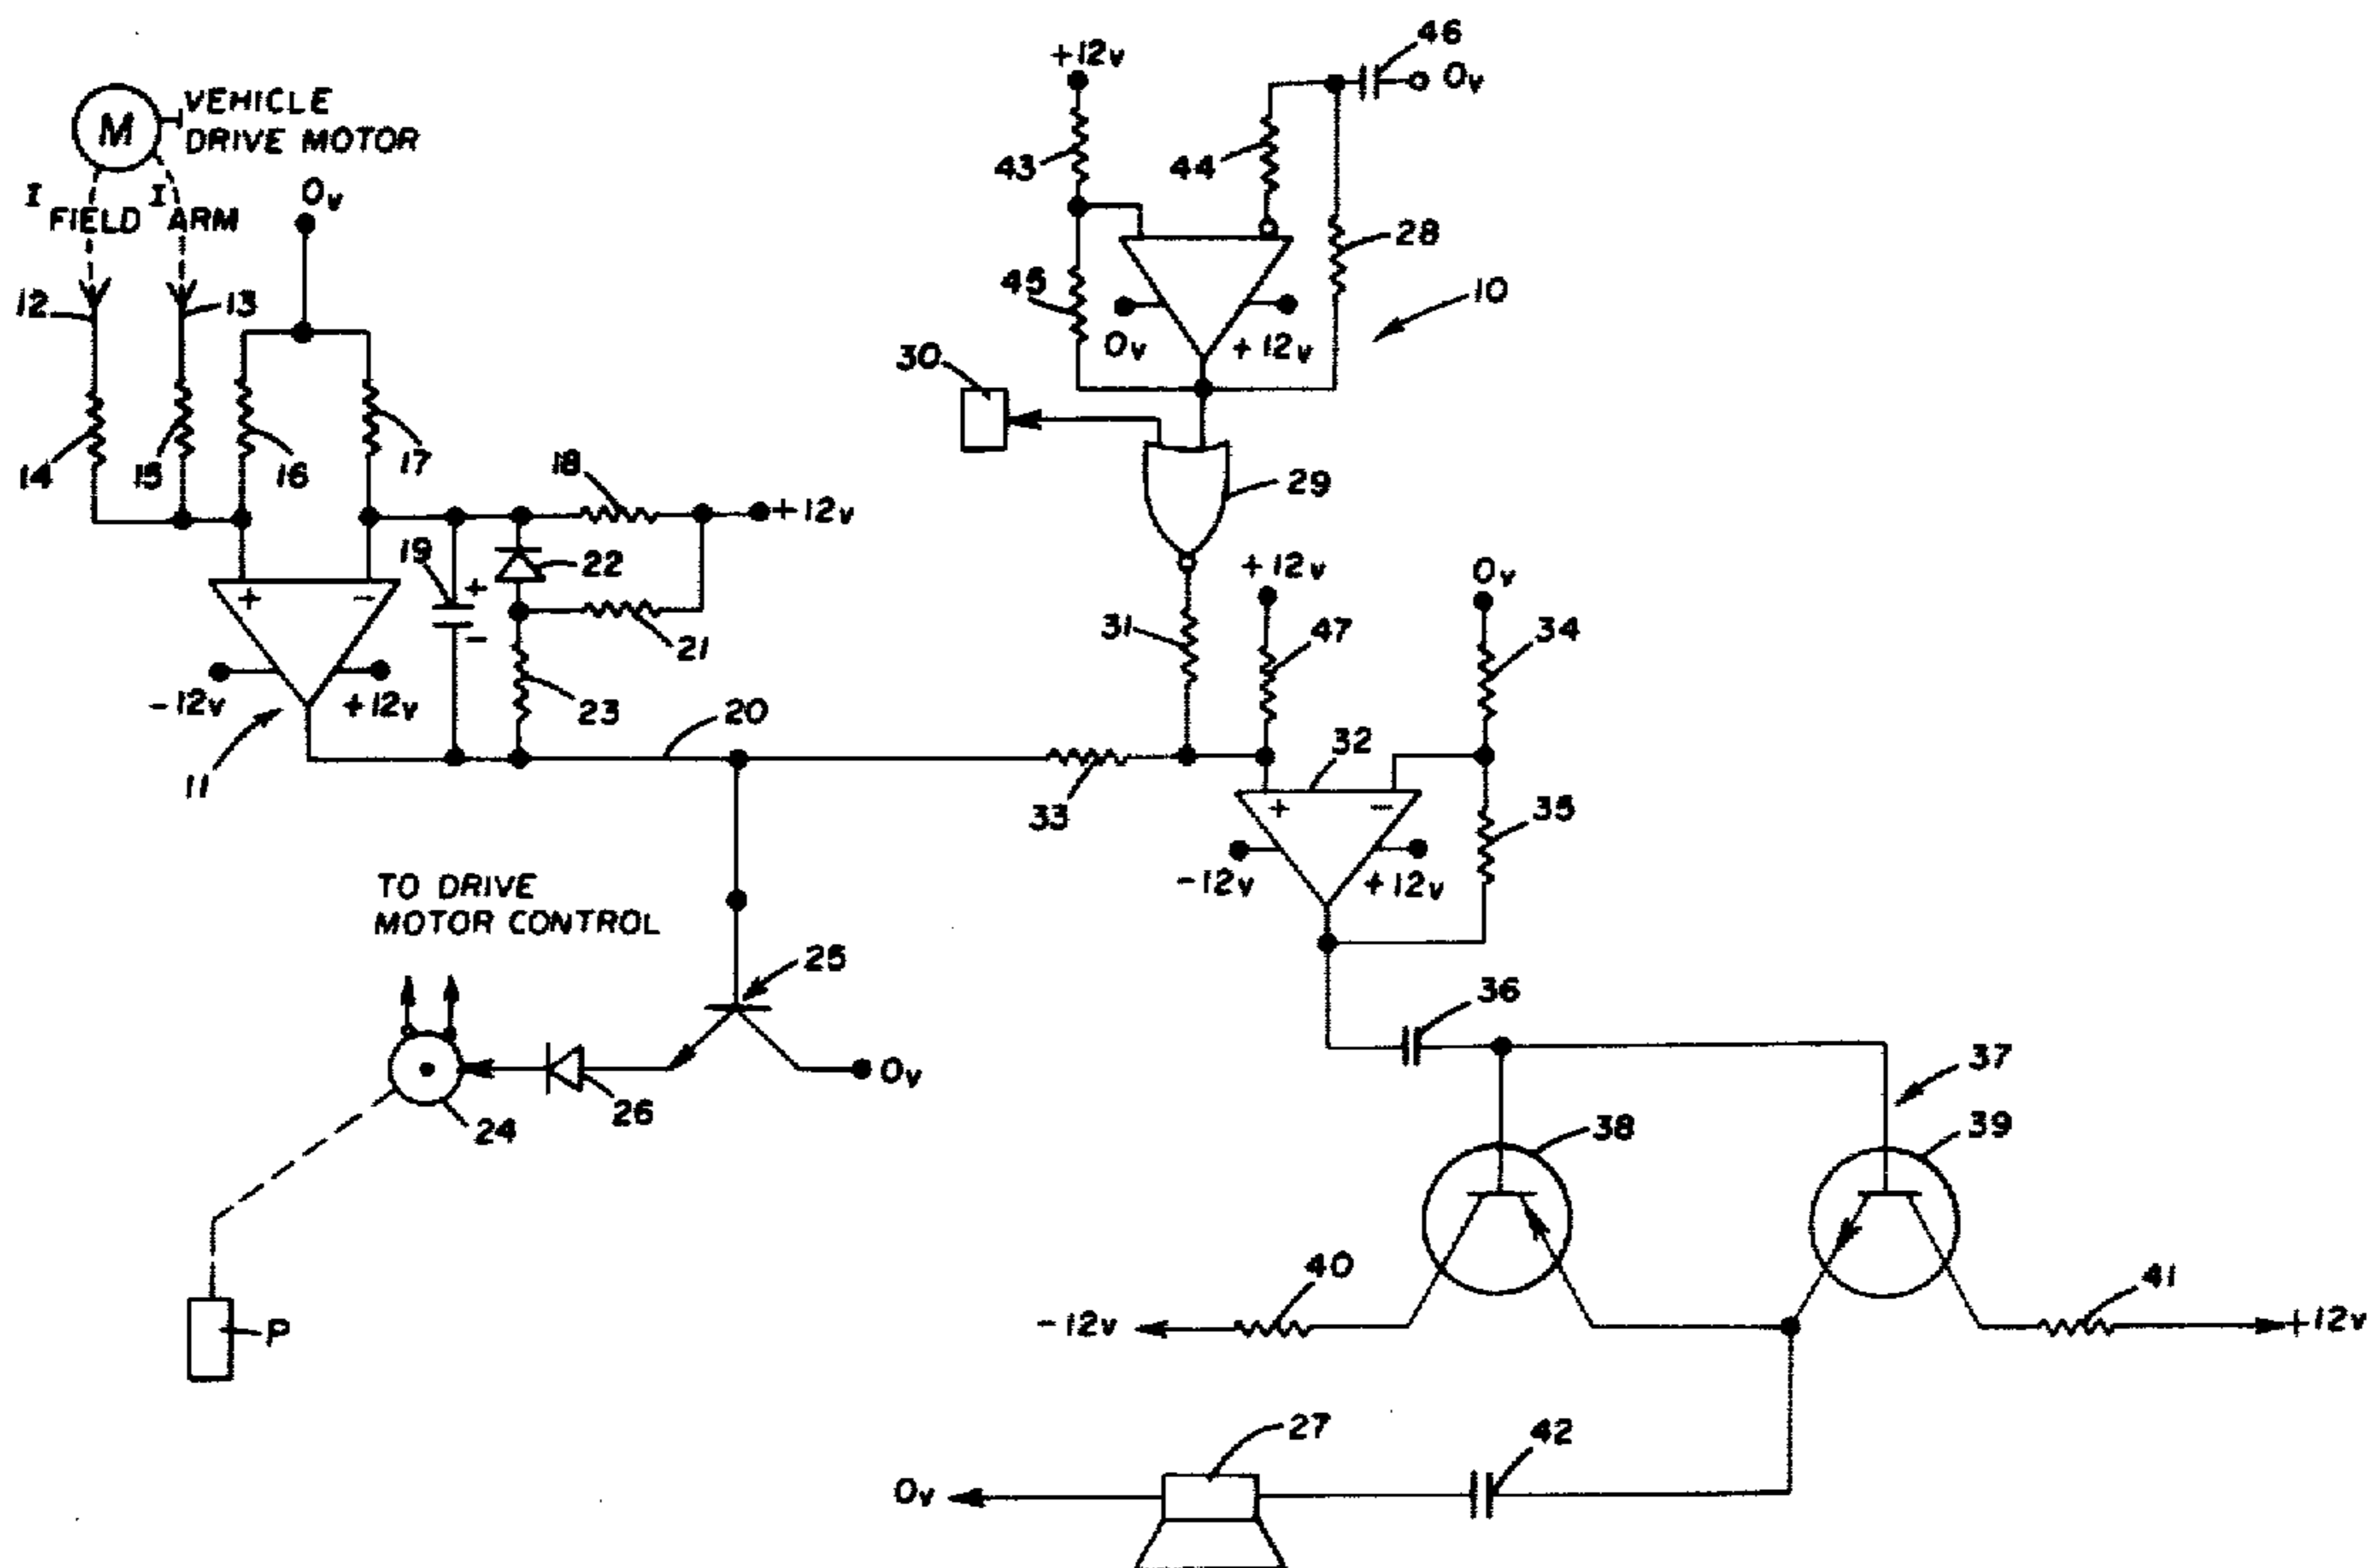 M
VEHICLE
DRIVE MOTOR
I FIELD
I ARM
0v
12
13
14
15
16
17
18
+12v
19
+
-
22
21
23
+
-
-12v
+12v
11
20
+12v
46
0v
43
44
45
28
10
0v
+12v
30
29
31
+12v
47
0v
34
33
32
+
-
35
-12v
+12v
TO DRIVE
MOTOR CONTROL
25
26
24
0v
P
36
37
38
39
40
-12v
41
+12v
27
42
0v